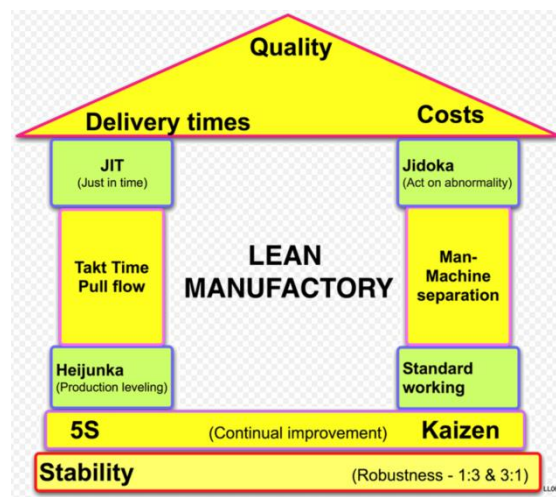 Quality
Delivery times
Costs
JIT
(Just in time)
Jidoka
(Act on abnormality)
Takt Time
Pull flow
LEAN
MANUFACTORY
Man-
Machine
separation
Heijunka
(Production leveling)
Standard
working
5S
(Continual improvement)
Kaizen
Stability
(Robustness - 1:3 & 3:1)